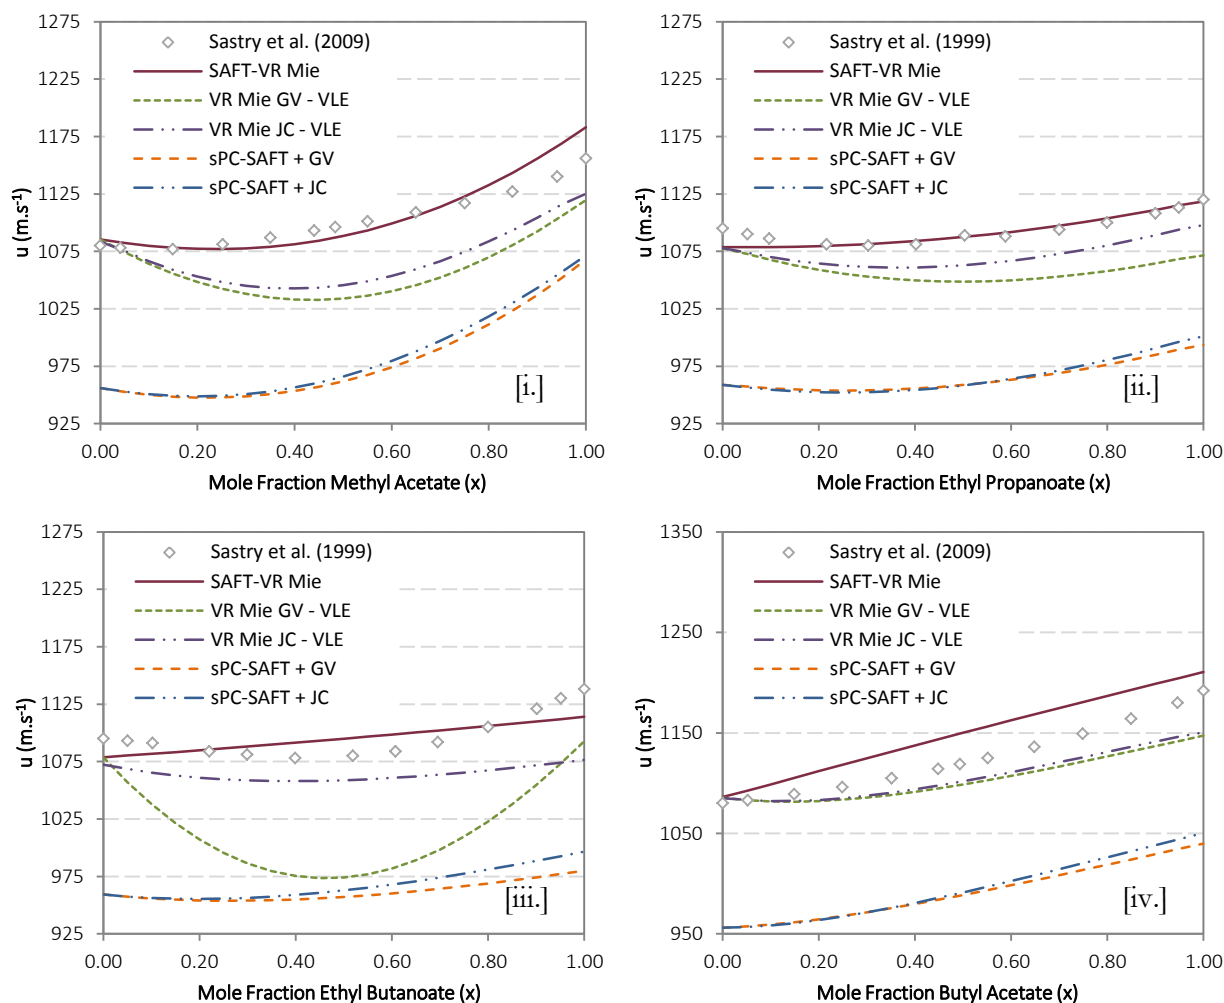 1275
1225
1175
1125
1075
1025
975
925
u (m.s-1)
Sastry et al. (2009)
SAFT-VR Mie
VR Mie GV - VLE
VR Mie JC - VLE
sPC-SAFT + GV
sPC-SAFT + JC
[i.]
0.00 0.20 0.40 0.60 0.80 1.00
Mole Fraction Methyl Acetate (x)
1275
1225
1175
1125
1075
1025
975
925
u (m.s-1)
Sastry et al. (1999)
SAFT-VR Mie
VR Mie GV - VLE
VR Mie JC - VLE
sPC-SAFT + GV
sPC-SAFT + JC
[ii.]
0.00 0.20 0.40 0.60 0.80 1.00
Mole Fraction Ethyl Propanoate (x)
1275
1225
1175
1125
1075
1025
975
925
u (m.s-1)
Sastry et al. (1999)
SAFT-VR Mie
VR Mie GV - VLE
VR Mie JC - VLE
sPC-SAFT + GV
sPC-SAFT + JC
[iii.]
0.00 0.20 0.40 0.60 0.80 1.00
Mole Fraction Ethyl Butanoate (x)
1350
1250
1150
1050
950
u (m.s-1)
Sastry et al. (2009)
SAFT-VR Mie
VR Mie GV - VLE
VR Mie JC - VLE
sPC-SAFT + GV
sPC-SAFT + JC
[iv.]
0.00 0.20 0.40 0.60 0.80 1.00
Mole Fraction Butyl Acetate (x)